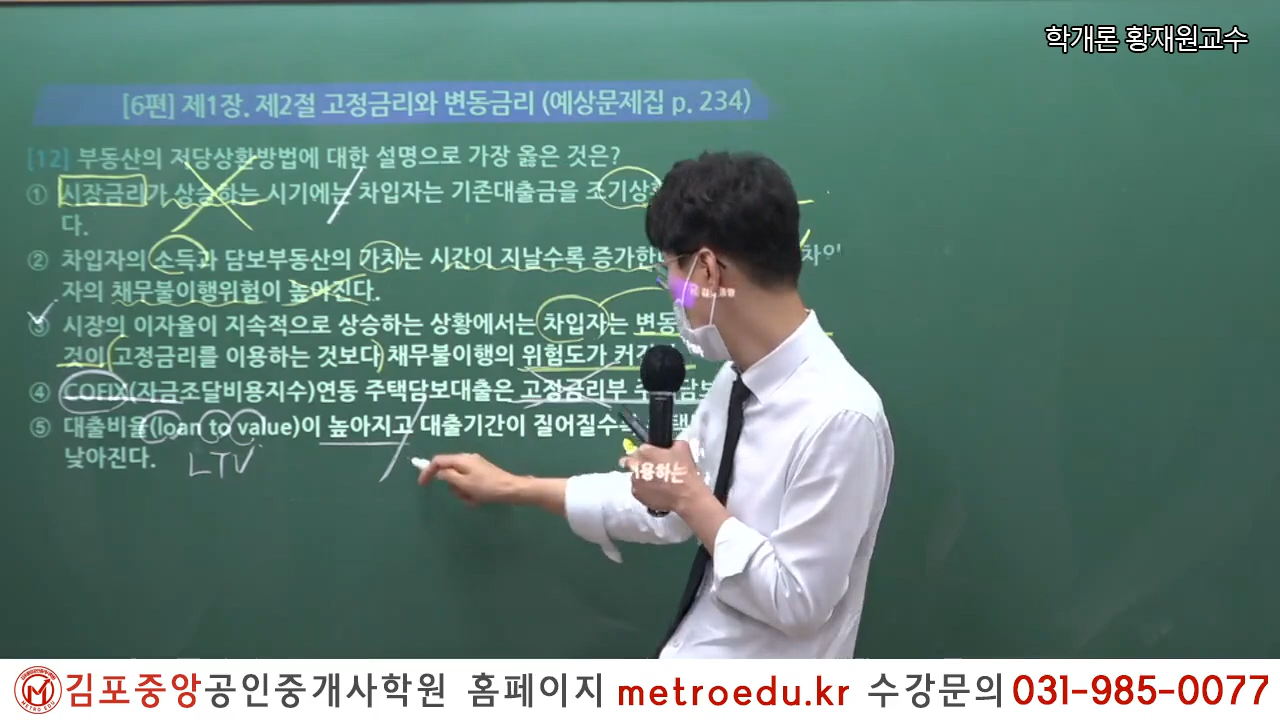 학개론 황재원교수
[6편] 제1장. 제2절 고정금리와 변동금리 (예상문제집 p. 234)
[12] 부동산의 저당상환방법에 대한 설명으로 가장 옳은 것은?
① 시장금리가 상승하는 시기에는 차입자는 기존대출금을 조기상
다.
② 차입자의 소득과 담보부동산의 가치는 시간이 지날수록 증가한 차입
자의 채무불이행위험이 높아진다.
③ 시장의 이자율이 지속적으로 상승하는 상황에서는 차입자는 변동
것이 고정금리를 이용하는 것보다 채무불이행의 위험도가 커
④ COFIX(자금조달비용지수)연동 주택담보대출은 고정금리부 주 담보
⑤ 대출비율(loan to value)이 높아지고 대출기간이 질어질수록
낮아진다.
LTV
용하는
METRO EDU
김포중앙공인중개사학원 홈페이지 metroedu.kr 수강문의 031-985-0077